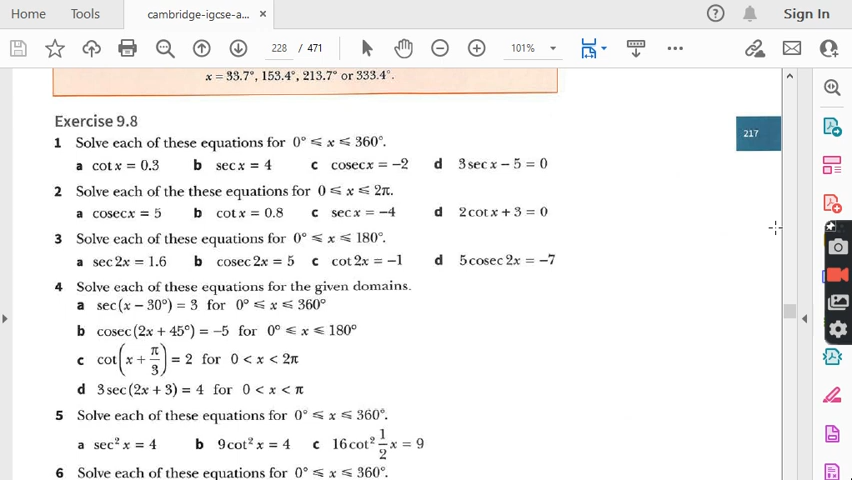 Home Tools cambridge-igcse-a... × Sign In
228 / 471 101%
x = 33.7°, 153.4°, 213.7° or 333.4°.
Exercise 9.8
217
1 Solve each of these equations for 0° ⩽ x ⩽ 360°.
a cot x = 0.3 b sec x = 4 c cosec x = −2 d 3 sec x − 5 = 0
2 Solve each of the these equations for 0 ⩽ x ⩽ 2π.
a cosec x = 5 b cot x = 0.8 c sec x = −4 d 2 cot x + 3 = 0
3 Solve each of these equations for 0° ⩽ x ⩽ 180°.
a sec 2x = 1.6 b cosec 2x = 5 c cot 2x = −1 d 5 cosec 2x = −7
4 Solve each of these equations for the given domains.
a sec (x − 30°) = 3 for 0° ⩽ x ⩽ 360°
b cosec (2x + 45°) = −5 for 0° ⩽ x ⩽ 180°
c cot(x + π/3) = 2 for 0 < x < 2π
d 3 sec (2x + 3) = 4 for 0 < x < π
5 Solve each of these equations for 0° ⩽ x ⩽ 360°.
a sec² x = 4 b 9 cot² x = 4 c 16 cot² 1/2 x = 9
6 Solve each of these equations for 0° ⩽ x ⩽ 360°.